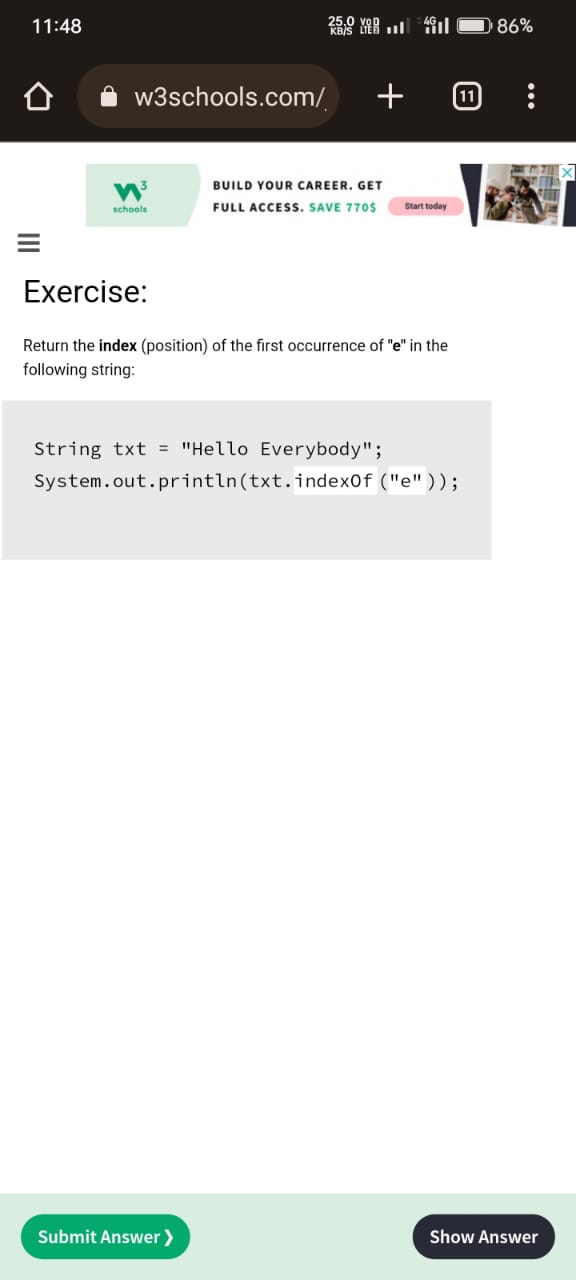 11:48
25.0 KB/S VoD LTE 4G 86%
w3schools.com/
11
3
schools
BUILD YOUR CAREER. GET
FULL ACCESS. SAVE 770$
Start today
Exercise:
Return the index (position) of the first occurrence of "e" in the
following string:
String txt = "Hello Everybody";
System.out.println(txt.indexOf("e"));
Submit Answer ❯
Show Answer